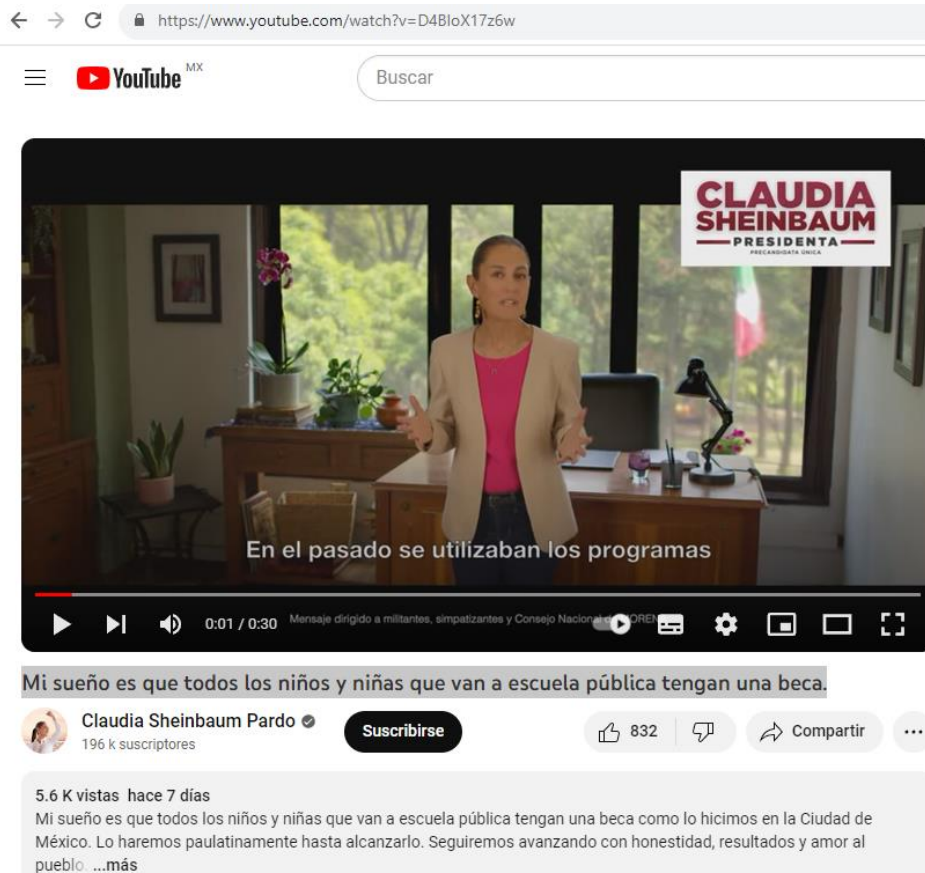 https://www.youtube.com/watch?v=D4BIoX17z6w
YouTube MX
Buscar
CLAUDIA
SHEINBAUM
PRESIDENTA
PRECANDIDATA ÚNICA
En el pasado se utilizaban los programas
0:01 / 0:30 Mensaje dirigido a militantes, simpatizantes y Consejo Nacional
Mi sueño es que todos los niños y niñas que van a escuela pública tengan una beca.
Claudia Sheinbaum Pardo
196 k suscriptores
Suscribirse
832
Compartir
5.6 K vistas hace 7 días
Mi sueño es que todos los niños y niñas que van a escuela pública tengan una beca como lo hicimos en la Ciudad de
México. Lo haremos paulatinamente hasta alcanzarlo. Seguiremos avanzando con honestidad, resultados y amor al
pueblo. ...más